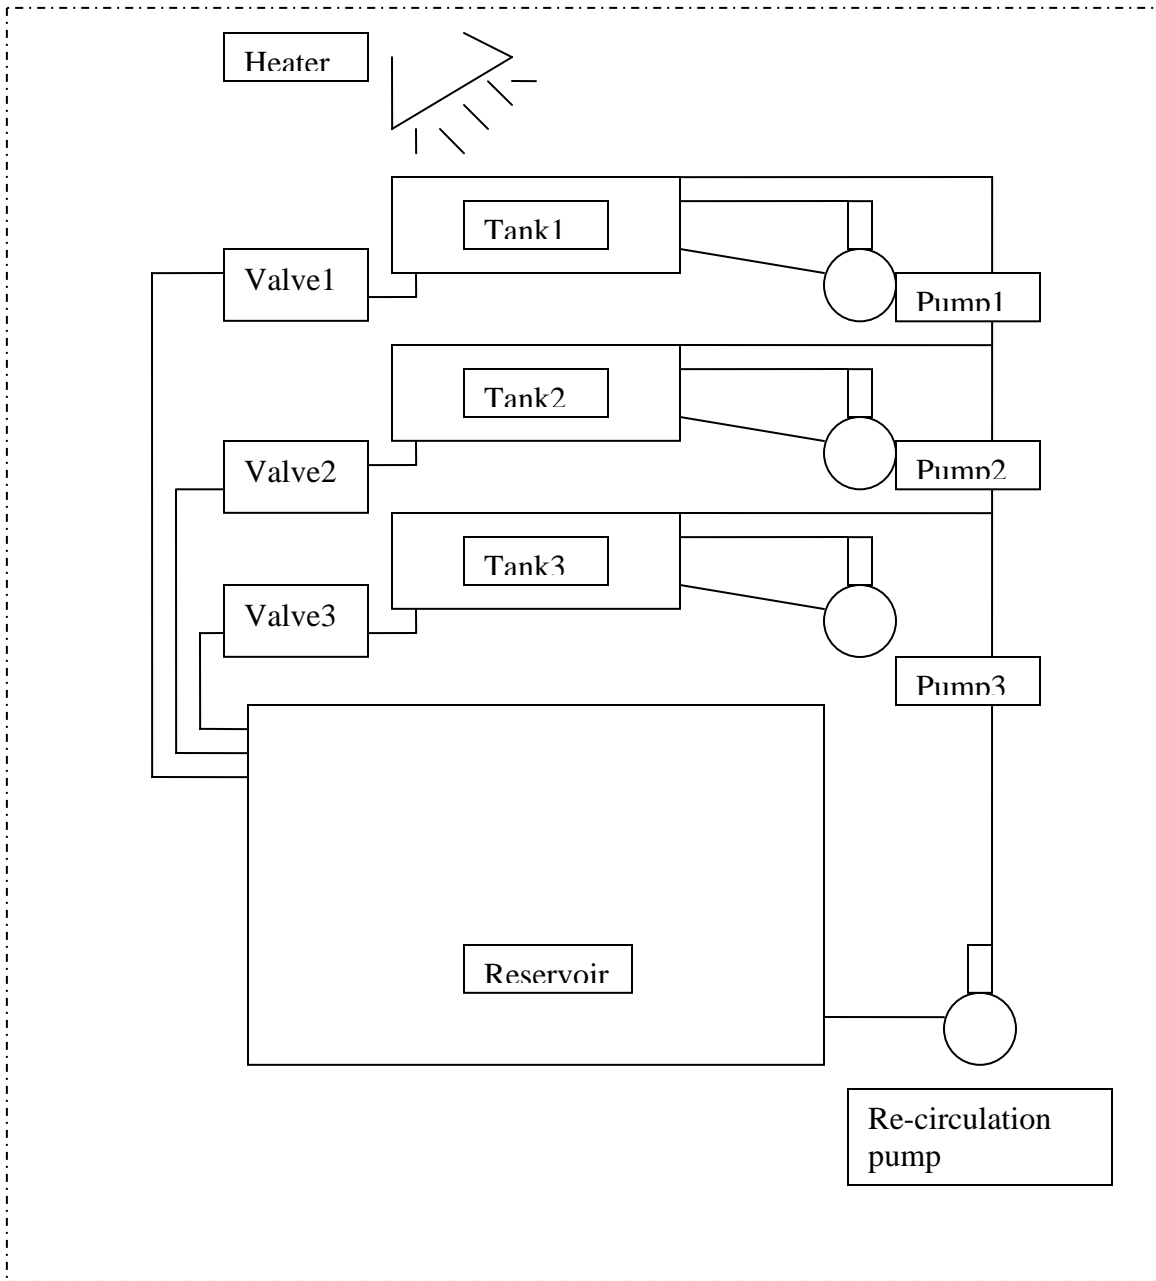 Heater
Tank1
Valve1
Pump1
Tank2
Valve2
Pump2
Tank3
Valve3
Pump3
Reservoir
Re-circulation
pump